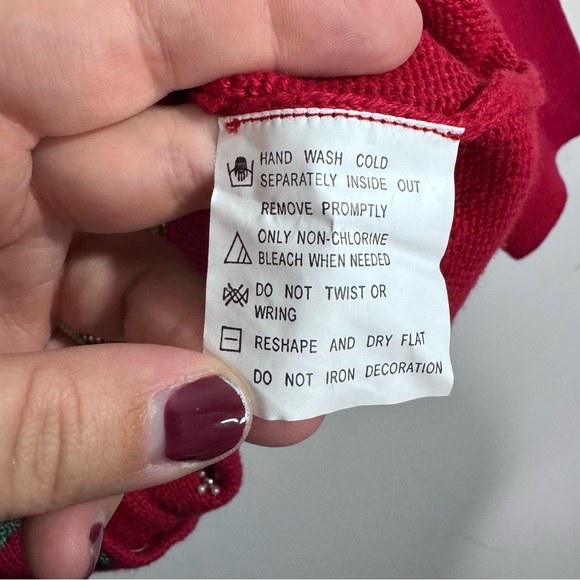 HAND WASH COLD
SEPARATELY INSIDE OUT
REMOVE PROMPTLY
ONLY NON-CHLORINE
BLEACH WHEN NEEDED
DO NOT TWIST OR
WRING
RESHAPE AND DRY FLAT
DO NOT IRON DECORATION